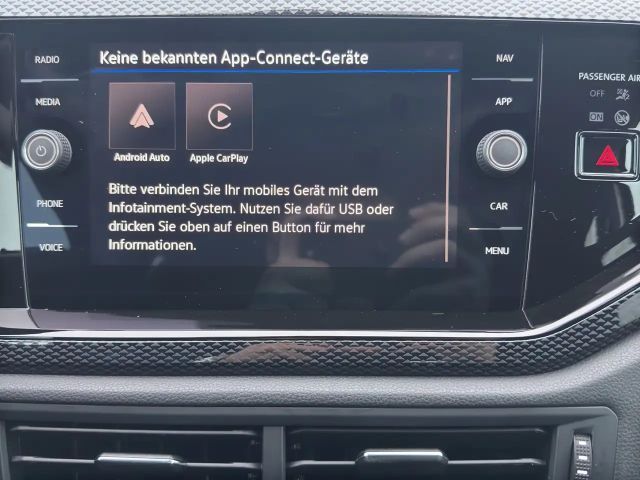 Keine bekannten App-Connect-Geräte
Android Auto
Apple CarPlay
Bitte verbinden Sie Ihr mobiles Gerät mit dem
Infotainment-System. Nutzen Sie dafür USB oder
drücken Sie oben auf einen Button für mehr
Informationen.
RADIO
MEDIA
PHONE
VOICE
NAV
APP
CAR
MENU
PASSENGER AIR
OFF
ON